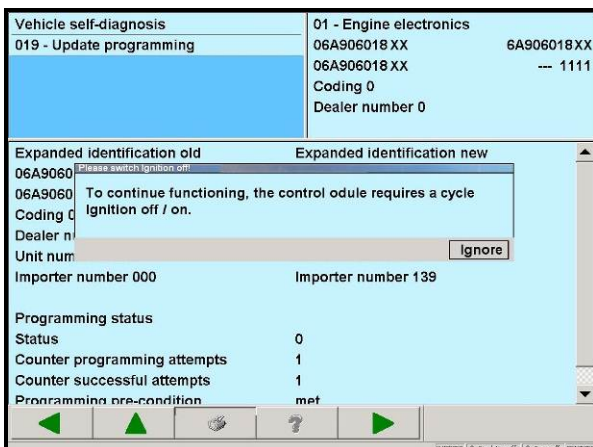 Vehicle self-diagnosis
019 - Update programming
01 - Engine electronics
06A906018XX 6A906018XX
06A906018XX --- 1111
Coding 0
Dealer number 0
Expanded identification old Expanded identification new
06A9060
Please switch Ignition off!
06A9060
To continue functioning, the control odule requires a cycle
Ignition off / on.
Coding
Dealer
Unit num
Ignore
Importer number 000 Importer number 139
Programming status
Status 0
Counter programming attempts 1
Counter successful attempts 1
Programming pre-condition met
?